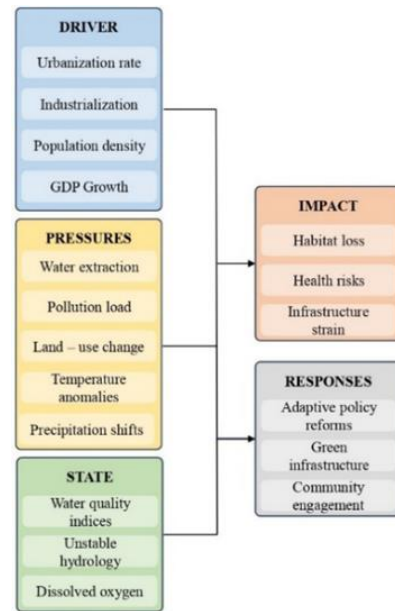 DRIVER
Urbanization rate
Industrialization
Population density
GDP Growth
PRESSURES
Water extraction
Pollution load
Land – use change
Temperature
anomalies
Precipitation shifts
STATE
Water quality
indices
Unstable
hydrology
Dissolved oxygen
IMPACT
Habitat loss
Health risks
Infrastructure
strain
RESPONSES
Adaptive policy
reforms
Green
infrastructure
Community
engagement